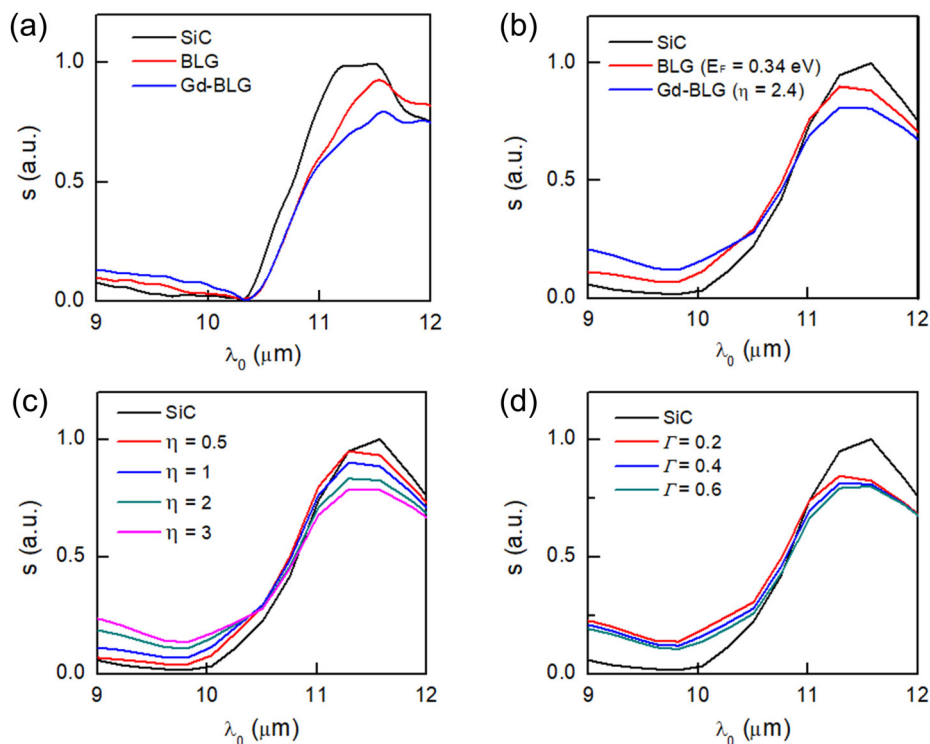 (a)
SiC
BLG
Gd-BLG
1.0
0.5
0.0
s (a.u.)
9 10 11 12
λ0 (μm)
(b)
SiC
BLG (EF = 0.34 eV)
Gd-BLG (η = 2.4)
1.0
0.5
0.0
s (a.u.)
9 10 11 12
λ0 (μm)
(c)
SiC
η = 0.5
η = 1
η = 2
η = 3
1.0
0.5
0.0
s (a.u.)
9 10 11 12
λ0 (μm)
(d)
SiC
Γ = 0.2
Γ = 0.4
Γ = 0.6
1.0
0.5
0.0
s (a.u.)
9 10 11 12
λ0 (μm)